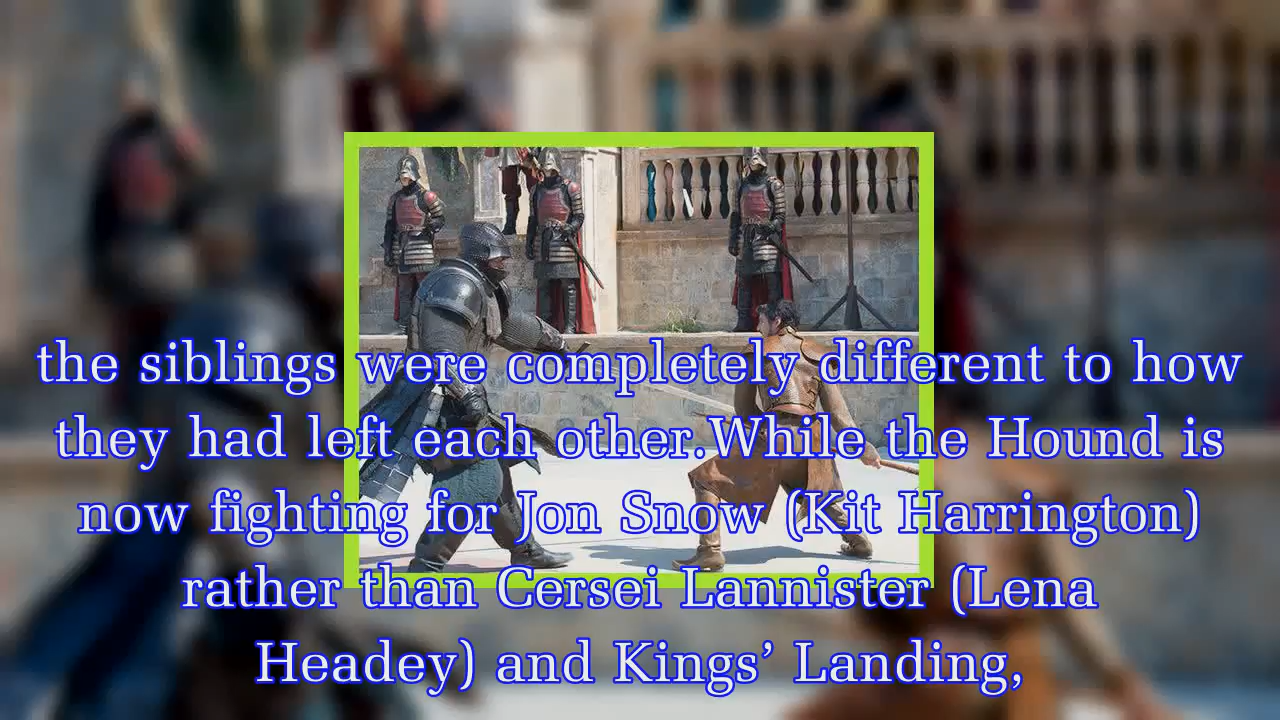 the siblings were completely different to how
they had left each other.While the Hound is
now fighting for Jon Snow (Kit Harrington)
rather than Cersei Lannister (Lena
Headey) and Kings’ Landing,